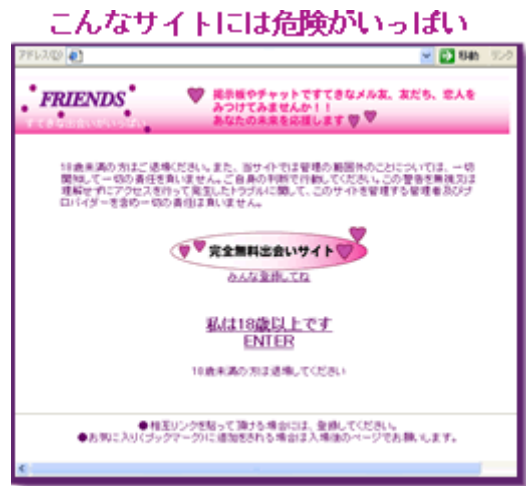 こんなサイトには危険がいっぱい
アドレス(D)
移動 リンク
FRIENDS
すてきな出会いがいっぱい
掲示板やチャットですてきなメル友、友だち、恋人を
みつけてみませんか！！
あなたの未来を応援します
18歳未満の方はご退場ください。また、当サイトでは管理の範囲外のことについては、一切
関知して一切の責任を負いません。ご自身の判断で行動してください。この警告を無視又は
理解せずにアクセスを行って発生したトラブルに関して、このサイトを管理する管理者及びプ
ロバイダーを含め一切の責任は負いません。
完全無料出会いサイト
みんな登録してね
私は18歳以上です
ENTER
18歳未満の方は退場してください
●相互リンクを貼って頂ける場合には、登録してください。
●お気に入り(ブックマーク)に追加をされる場合は入場後のページでお願いします。